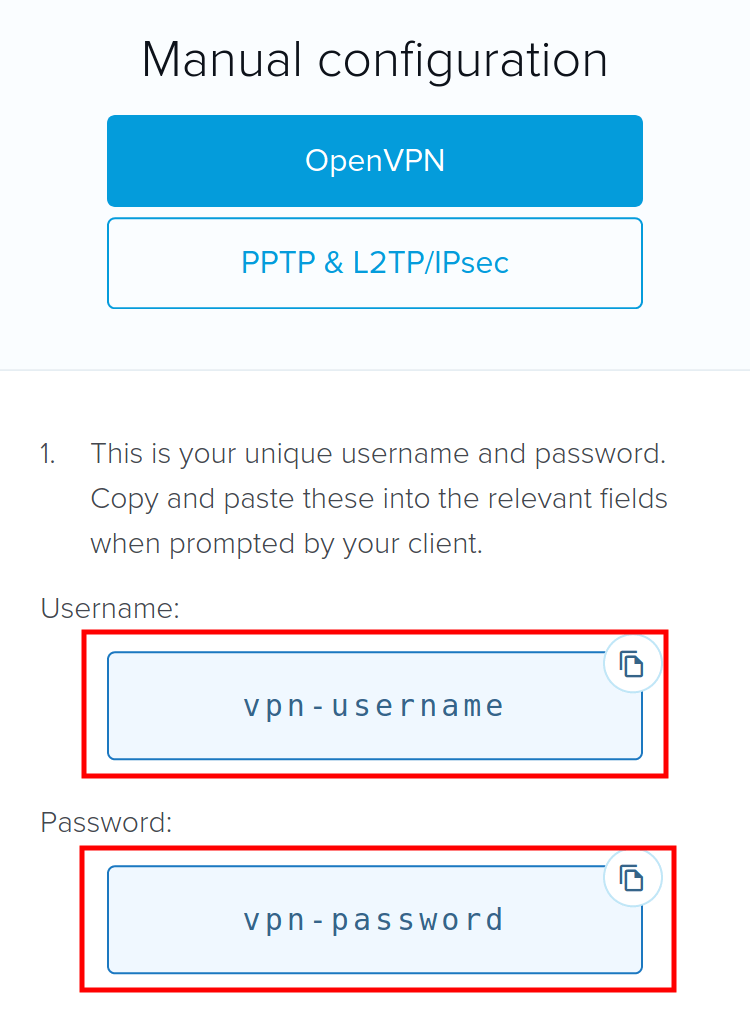 Manual configuration
OpenVPN
PPTP & L2TP/IPsec
1. This is your unique username and password.
Copy and paste these into the relevant fields
when prompted by your client.
Username:
vpn-username
Password:
vpn-password